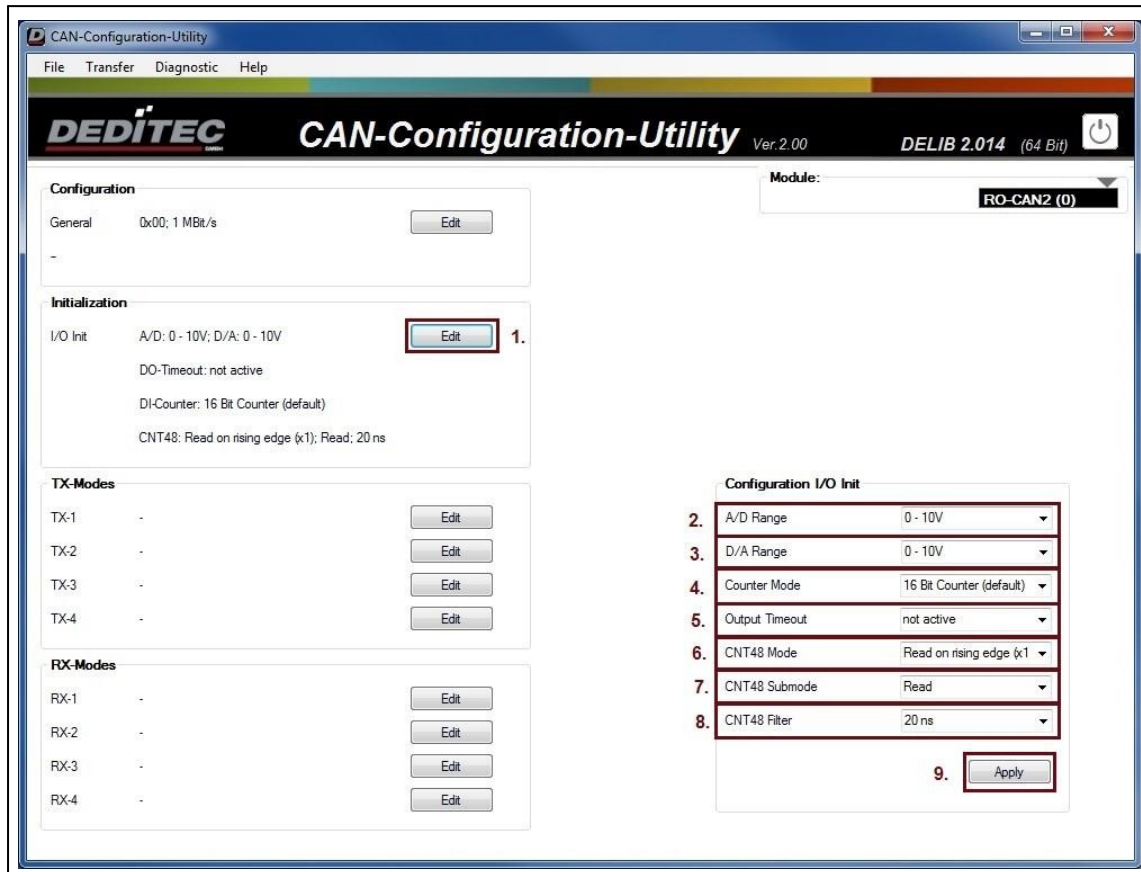 CAN-Configuration-Utility
File Transfer Diagnostic Help
DEDITEC GMBH CAN-Configuration-Utility Ver.2.00 DELIB 2.014 (64 Bit)
Module:
RO-CAN2 (0)
Configuration
General 0x00; 1 MBit/s Edit
-
Initialization
I/O Init A/D: 0 - 10V; D/A: 0 - 10V Edit 1.
DO-Timeout: not active
DI-Counter: 16 Bit Counter (default)
CNT48: Read on rising edge (x1); Read; 20 ns
TX-Modes
TX-1 - Edit
TX-2 - Edit
TX-3 - Edit
TX-4 - Edit
RX-Modes
RX-1 - Edit
RX-2 - Edit
RX-3 - Edit
RX-4 - Edit
Configuration I/O Init
2. A/D Range 0 - 10V
3. D/A Range 0 - 10V
4. Counter Mode 16 Bit Counter (default)
5. Output Timeout not active
6. CNT48 Mode Read on rising edge (x1
7. CNT48 Submode Read
8. CNT48 Filter 20 ns
9. Apply